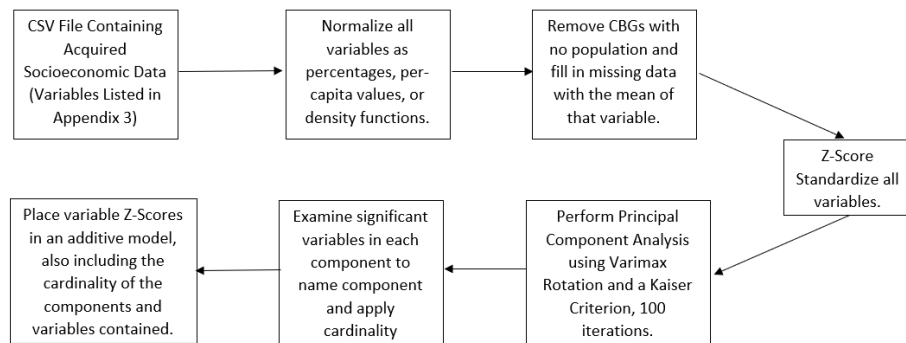 CSV File Containing
Acquired
Socioeconomic Data
(Variables Listed in
Appendix 3)
Normalize all
variables as
percentages, per-
capita values, or
density functions.
Remove CBGs with
no population and
fill in missing data
with the mean of
that variable.
Z-Score
Standardize all
variables.
Perform Principal
Component Analysis
using Varimax
Rotation and a Kaiser
Criterion, 100
iterations.
Examine significant
variables in each
component to
name component
and apply
cardinality
Place variable Z-Scores
in an additive model,
also including the
cardinality of the
components and
variables contained.